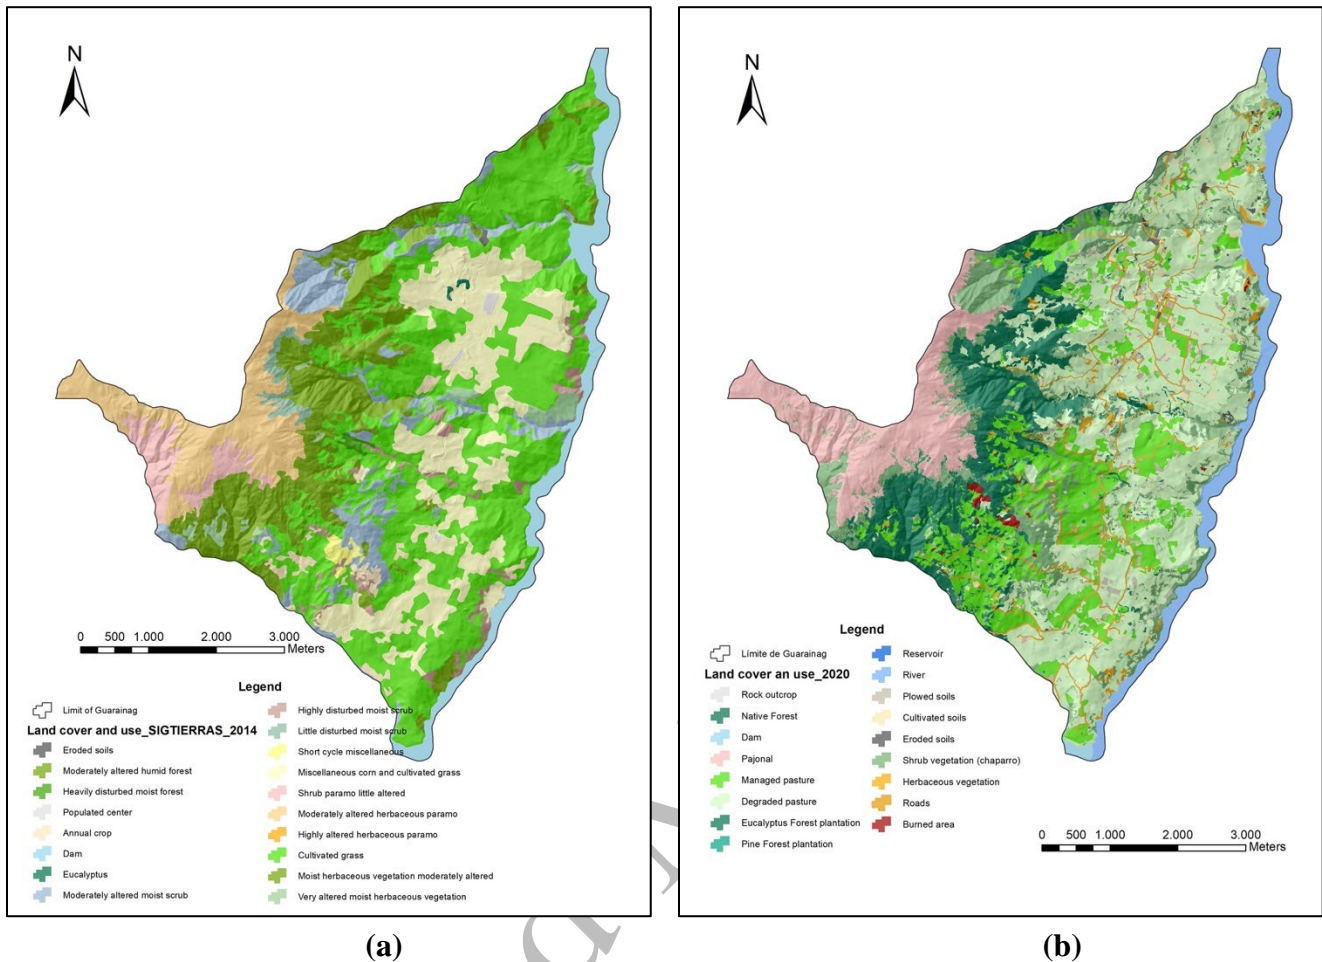 N
0 500 1.000 2.000 3.000
Meters
Legend
Limit of Guarainag
Land cover and use_SIGTIERRAS_2014
Eroded soils
Moderately altered humid forest
Heavily disturbed moist forest
Populated center
Annual crop
Dam
Eucalyptus
Moderately altered moist scrub
Highly disturbed moist scrub
Little disturbed moist scrub
Short cycle miscellaneous
Miscellaneous corn and cultivated grass
Shrub paramo little altered
Moderately altered herbaceous paramo
Highly altered herbaceous paramo
Cultivated grass
Moist herbaceous vegetation moderately altered
Very altered moist herbaceous vegetation
(a)
N
Legend
Límite de Guarainag
Land cover an use_2020
Rock outcrop
Native Forest
Dam
Pajonal
Managed pasture
Degraded pasture
Eucalyptus Forest plantation
Pine Forest plantation
Reservoir
River
Plowed soils
Cultivated soils
Eroded soils
Shrub vegetation (chaparro)
Herbaceous vegetation
Roads
Burned area
0 500 1.000 2.000 3.000
Meters
(b)